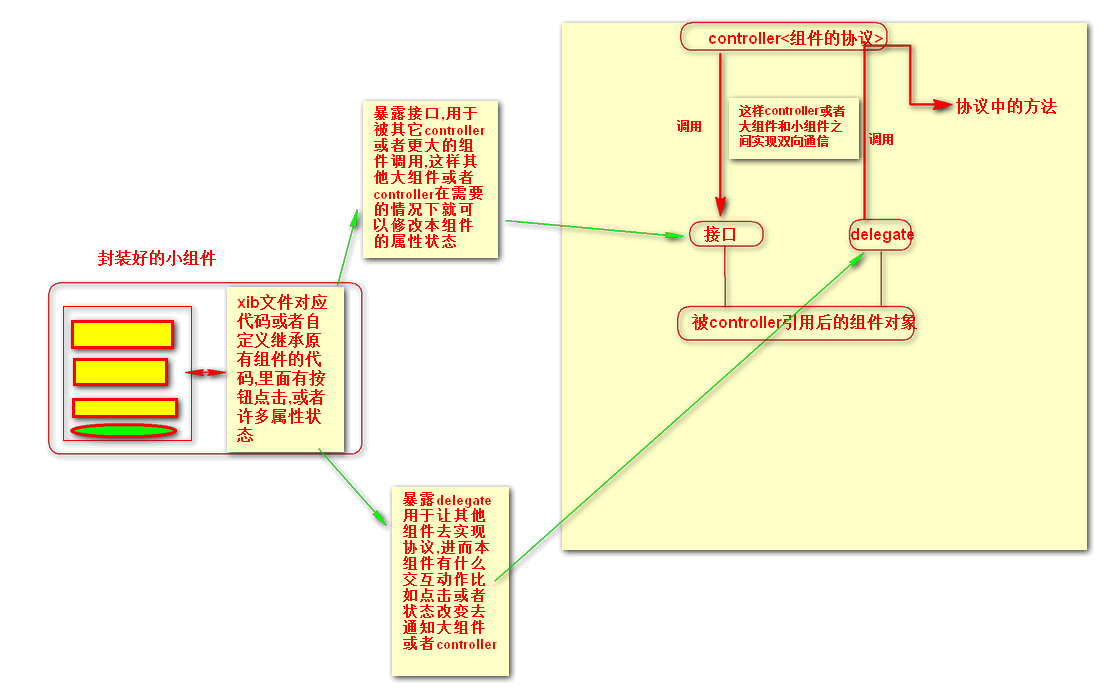 封装好的小组件
xib文件对应
代码或者自
定义继承原
有组件的代
码,里面有按
钮点击,或者
许多属性状
态
暴露接口,用于
被其它controller
或者更大的组
件调用,这样其
他大组件或者
controller在需要
的情况下就可
以修改本组件
的属性状态
暴露delegate
用于让其他
组件去实现
协议,进而本
组件有什么
交互动作比
如点击或者
状态改变去
通知大组件
或者controller
controller<组件的协议>
调用
这样controller或者
大组件和小组件之
间实现双向通信
调用
协议中的方法
接口
delegate
被controller引用后的组件对象